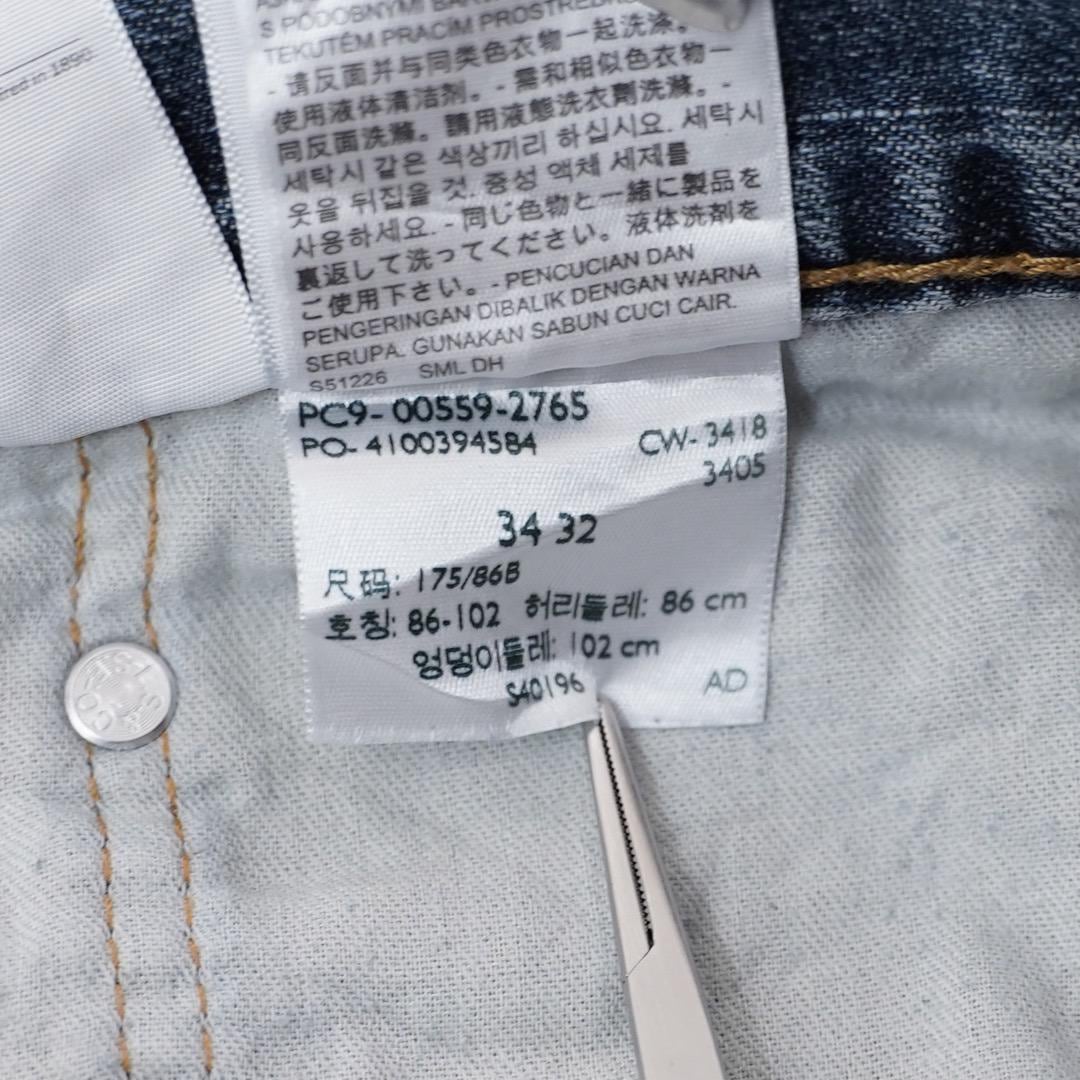 S PODOBNÝMI
TEKUTÉM PRACÍM
- 请反面并与同类色衣物一起洗涤。
使用液体清洁剂。- 需和相似色衣物一
同反面洗滌。請用液態洗衣劑洗滌。-
세탁시 같은 색상끼리 하십시요. 세탁시
옷을 뒤집을 것. 중성 액체 세제를
사용하세요. - 同じ色物と一緒に製品を
裏返して洗ってください。液体洗剤を
ご使用下さい。- PENCUCIAN DAN
PENGERINGAN DIBALIK DENGAN WARNA
SERUPA. GUNAKAN SABUN CUCI CAIR.
S51226 SML DH
PC9- 00559-2765
PO- 4100394584 CW- 3418
3405
34 32
尺码: 175/86B
호칭: 86-102 허리둘레: 86 cm
엉덩이둘레: 102 cm
S40196 AD